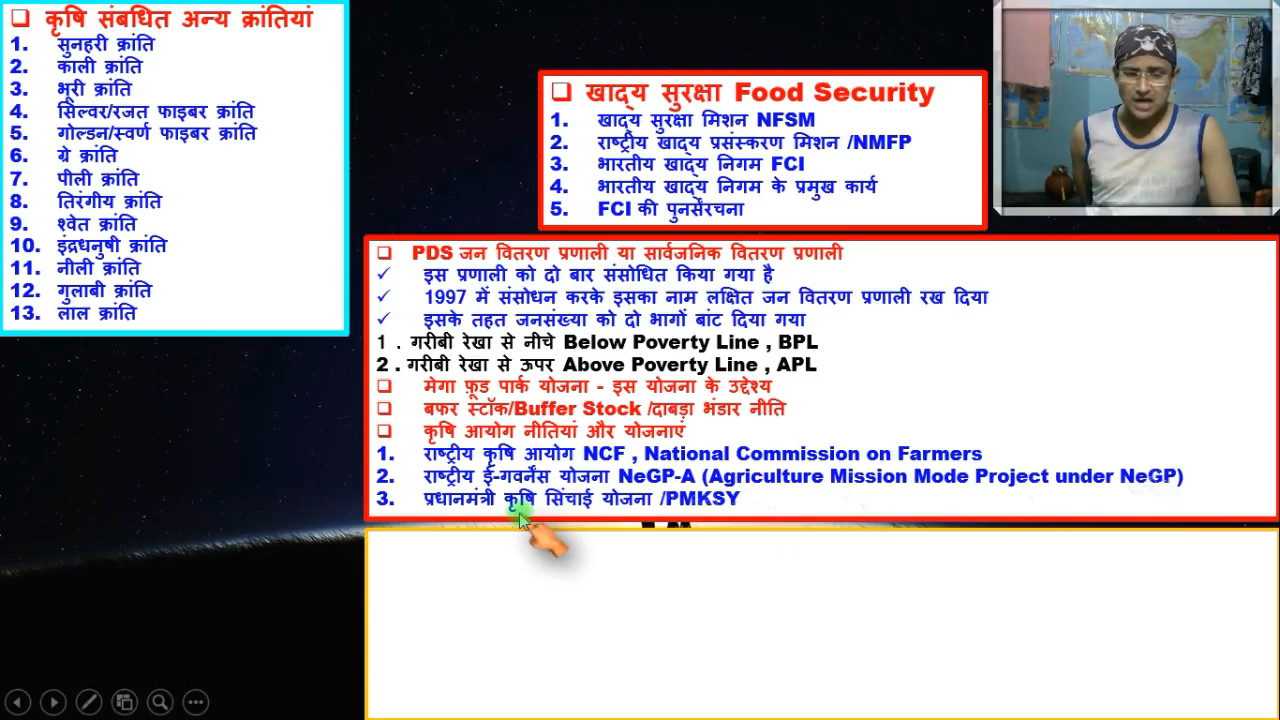 ❑ कृषि संबधित अन्य क्रांतियां
1. सुनहरी क्रांति
2. काली क्रांति
3. भूरी क्रांति
4. सिल्वर/रजत फाइबर क्रांति
5. गोल्डन/स्वर्ण फाइबर क्रांति
6. ग्रे क्रांति
7. पीली क्रांति
8. तिरंगीय क्रांति
9. श्वेत क्रांति
10. इंद्रधनुषी क्रांति
11. नीली क्रांति
12. गुलाबी क्रांति
13. लाल क्रांति
❑ खाद्य सुरक्षा Food Security
1. खाद्य सुरक्षा मिशन NFSM
2. राष्ट्रीय खाद्य प्रसंस्करण मिशन /NMFP
3. भारतीय खाद्य निगम FCI
4. भारतीय खाद्य निगम के प्रमुख कार्य
5. FCI की पुनर्संरचना
❑ PDS जन वितरण प्रणाली या सार्वजनिक वितरण प्रणाली
✓ इस प्रणाली को दो बार संसोधित किया गया है
✓ 1997 में संसोधन करके इसका नाम लक्षित जन वितरण प्रणाली रख दिया
✓ इसके तहत जनसंख्या को दो भागों बांट दिया गया
1 . गरीबी रेखा से नीचे Below Poverty Line , BPL
2 . गरीबी रेखा से ऊपर Above Poverty Line , APL
❑ मेगा फ़ूड पार्क योजना - इस योजना के उद्देश्य
❑ बफर स्टॉक/Buffer Stock /दाबड़ा भंडार नीति
❑ कृषि आयोग नीतियां और योजनाएं
1. राष्ट्रीय कृषि आयोग NCF , National Commission on Farmers
2. राष्ट्रीय ई-गवर्नेंस योजना NeGP-A (Agriculture Mission Mode Project under NeGP)
3. प्रधानमंत्री कृषि सिंचाई योजना /PMKSY